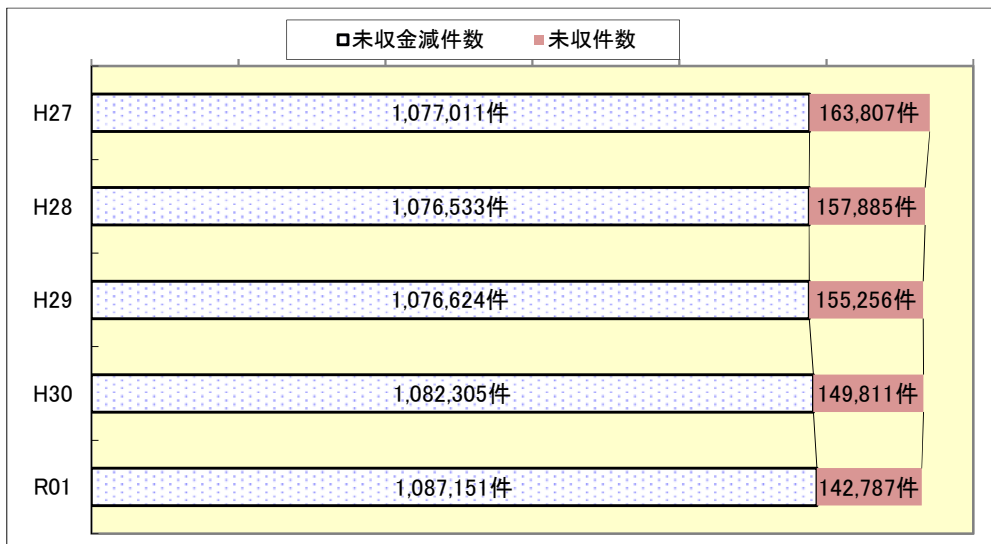 未収金減件数 未収件数
H27 1,077,011件 163,807件
H28 1,076,533件 157,885件
H29 1,076,624件 155,256件
H30 1,082,305件 149,811件
R01 1,087,151件 142,787件